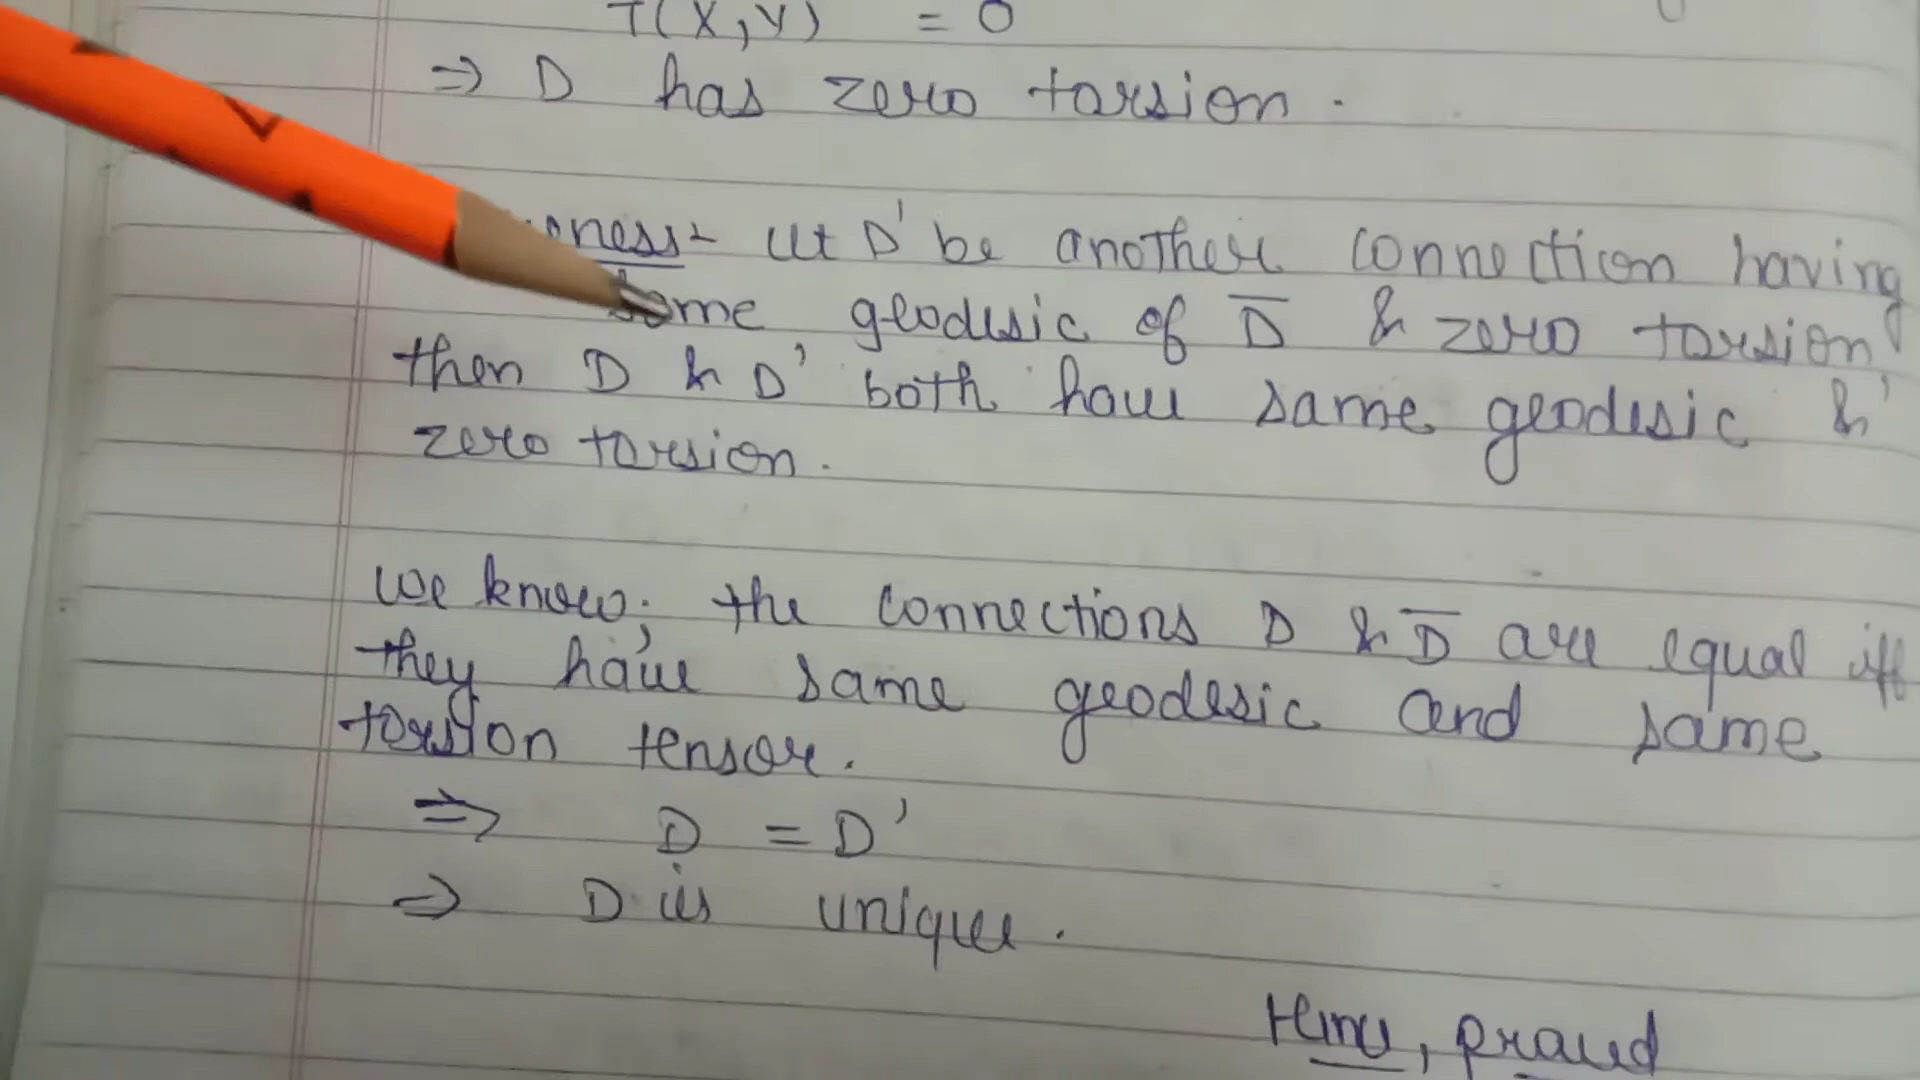 T(X,Y) = 0
⇒ D has zero torsion.
Let D' be another connection having
same geodesic of D̅ & zero torsion,
then D & D' both have same geodesic &
zero torsion.
we know, the connections D & D̅ are equal iff
they have same geodesic and same
torsion tensor.
⇒ D = D'
⇒ D is unique.
Hence, proved